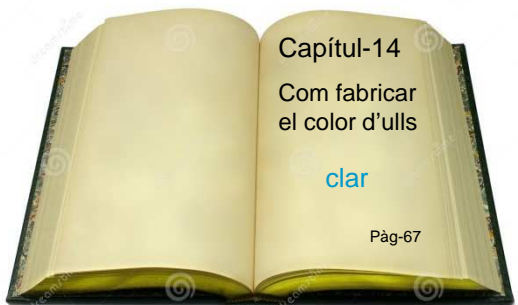 Capítul-14
Com fabricar
el color d’ulls
clar
Pàg-67